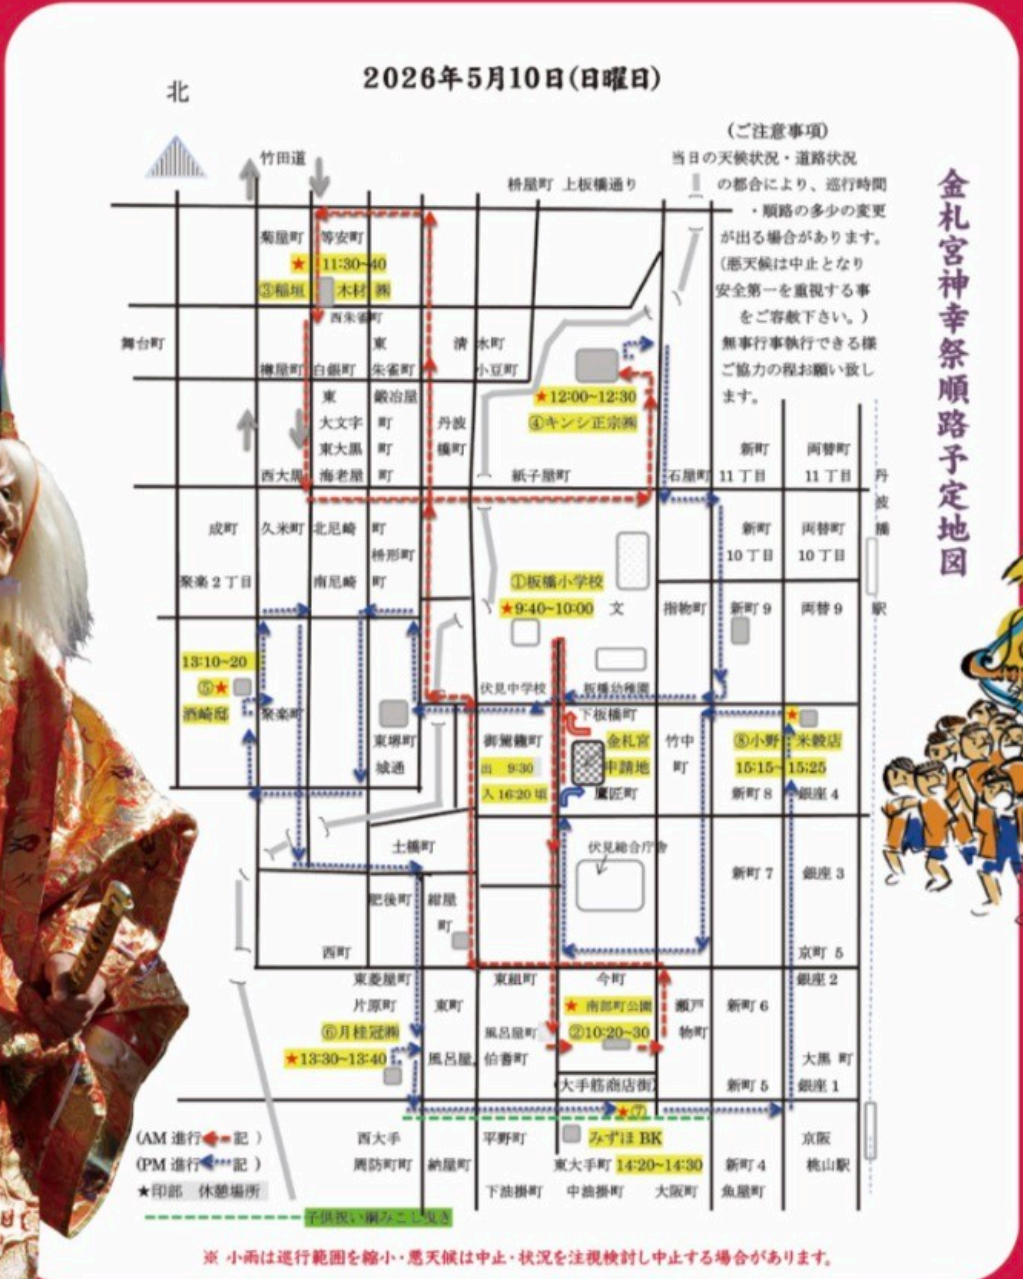 2026年5月10日(日曜日)
北
金札宮神幸祭順路予定地図
(ご注意事項)
当日の天候状況・道路状況
の都合により、巡行時間
・順路の多少の変更
が出る場合があります。
(悪天候は中止となり
安全第一を重視する事
をご容赦下さい。)
無事行事執行できる様
ご協力の程お願い致し
ます。
竹田道
枡屋町 上板橋通り
菊屋町 等安町
★ 11:30~40
③稲垣 木材 ㈱
西朱雀町
舞台町
東 清 水町
樽屋町 白銀町 朱雀町 小豆町
★12:00~12:30
④キンシ正宗㈱
東 鍛冶屋
大文字 町 丹波
東大黒 町 橋町
西大黒 海老屋 町
紙子屋町
石屋町
新町 両替町
11丁目 11丁目
丹波橋駅
成町 久米町 北尼崎 町
枡形町
聚楽2丁目 南尼崎 町
新町 両替町
10丁目 10丁目
①板橋小学校
★9:40~10:00 文
指物町 新町9 両替9
13:10~20
⑤★
酒崎邸
聚楽町
伏見中学校 板橋幼稚園
下板橋町
東堺町
城通
御駕籠町
出 9:30
入16:20頃
金札宮
申請地
鷹匠町
竹中
町
★
⑧小野 米穀店
15:15~15:25
新町8 銀座4
土橋町
伏見総合庁舎
新町7 銀座3
肥後町 紺屋
町
西町
京町 5
東菱屋町 東組町 今町 銀座2
片原町 東町
★ 南部町公園
瀬戸
物町
新町6
⑥月桂冠㈱
★13:30~13:40
風呂屋町
②10:20~30
風呂屋 伯耆町
大黒 町
(大手筋商店街)
新町5 銀座1
★⑦
みずほBK
(AM進行 記 )
(PM進行 記 )
★印部 休憩場所
西大手 平野町
周防町町 納屋町 東大手町 14:20~14:30 新町4
京阪
桃山駅
下油掛町 中油掛町 大阪町 魚屋町
子供祝い綱みこし曳き
※ 小雨は巡行範囲を縮小・悪天候は中止・状況を注視検討し中止する場合があります。